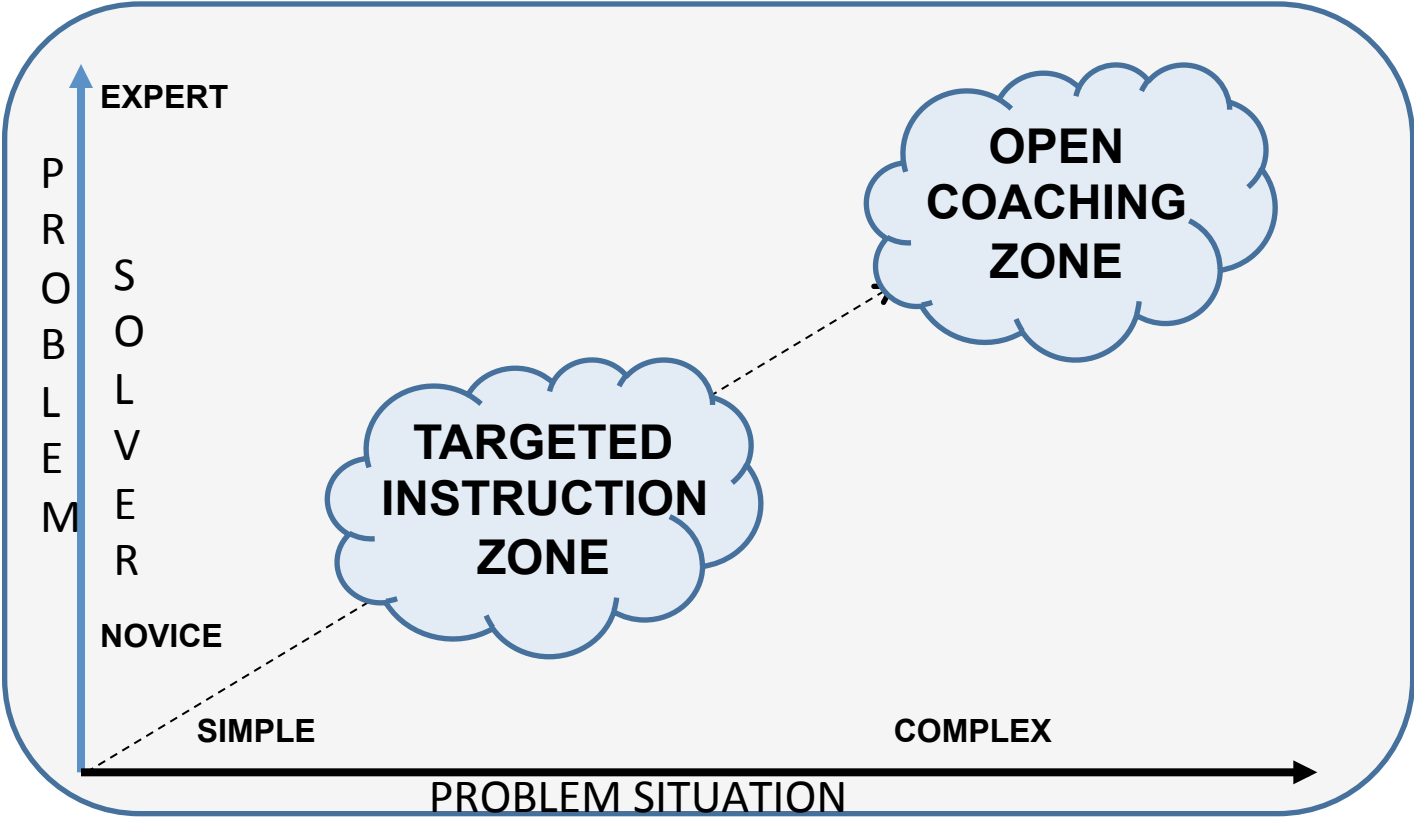 EXPERT
PROBLEM
SOLVER
OPEN
COACHING
ZONE
TARGETED
INSTRUCTION
ZONE
NOVICE
SIMPLE
COMPLEX
PROBLEM SITUATION